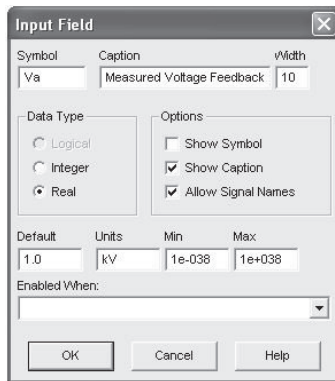 Input Field
Symbol Caption Width
Va Measured Voltage Feedback 10
Data Type Options
Logical Show Symbol
Integer Show Caption
Real Allow Signal Names
Default Units Min Max
1.0 kV 1e-038 1e+038
Enabled When:
OK Cancel Help